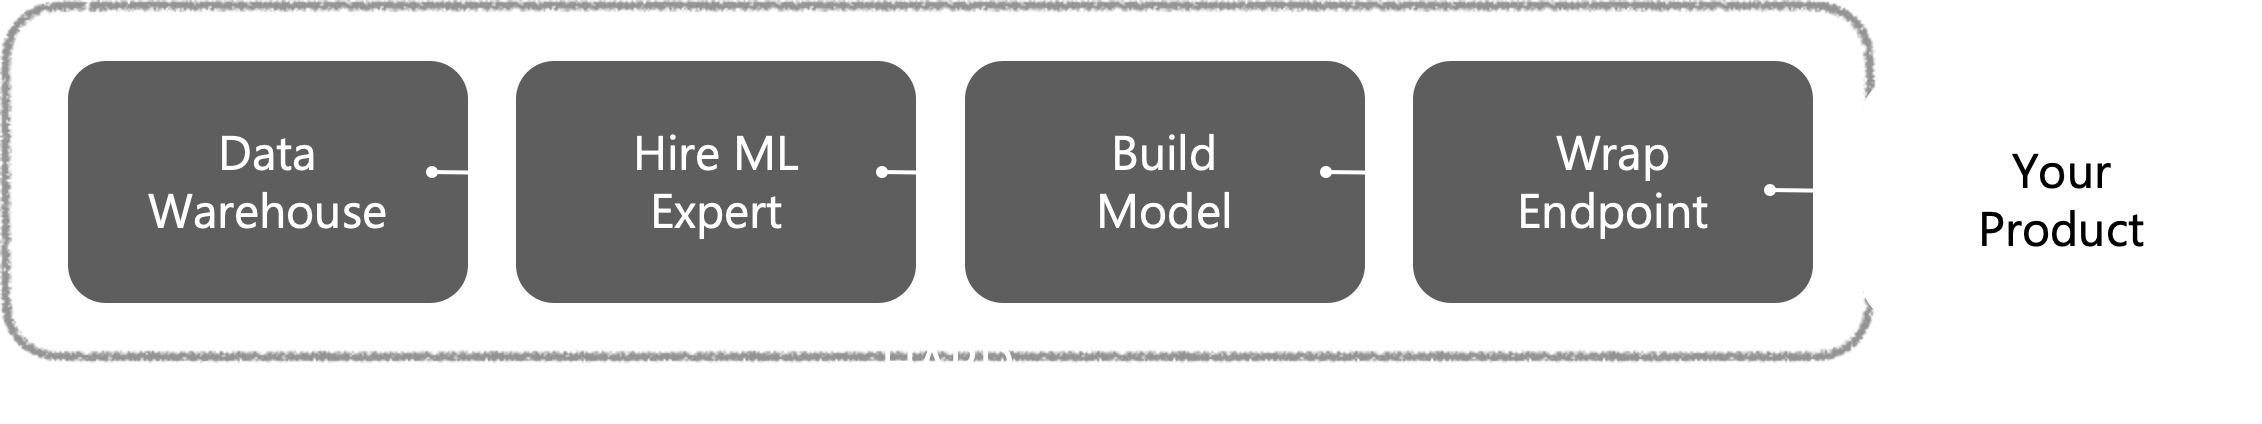 Data
Warehouse
Hire ML
Expert
Build
Model
Wrap
Endpoint
Your
Product